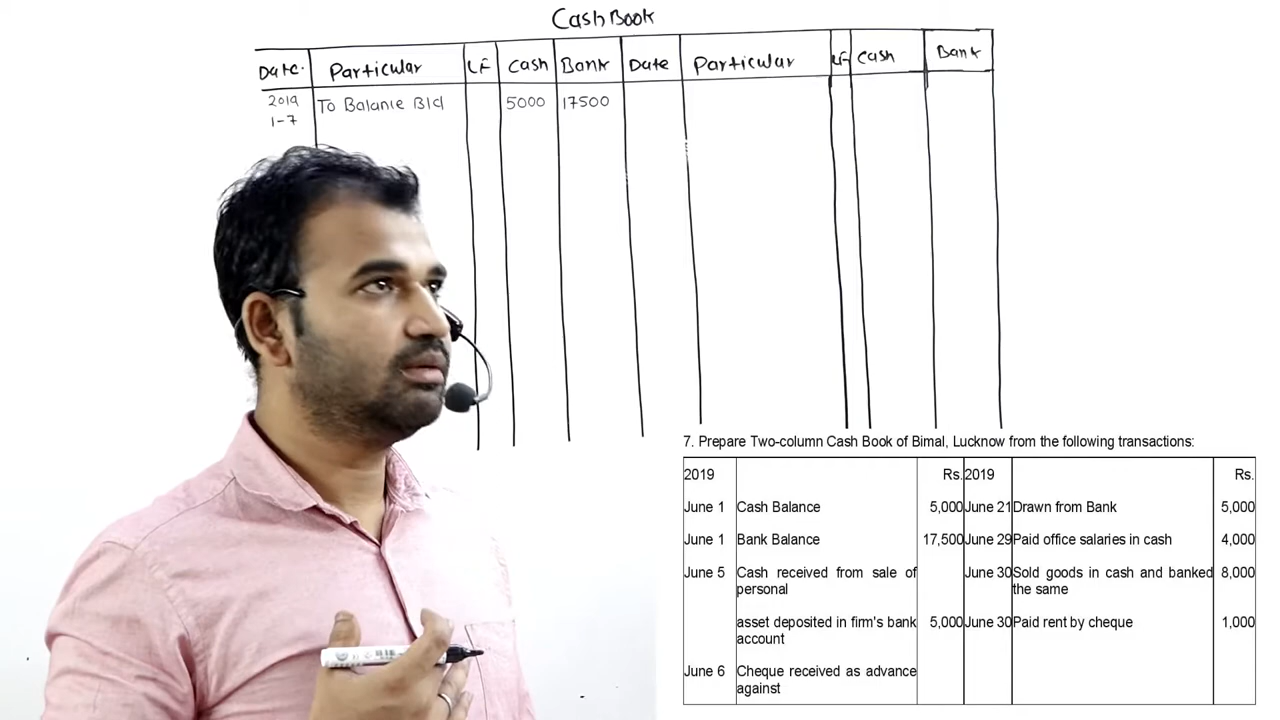 Cash Book
Date. Particular LF Cash Bank Date Particular LF Cash Bank
2019 To Balance B/d 5000 17500
1-7
7. Prepare Two-column Cash Book of Bimal, Lucknow from the following transactions:
2019 Rs. 2019 Rs.
June 1 Cash Balance 5,000 June 21 Drawn from Bank 5,000
June 1 Bank Balance 17,500 June 29 Paid office salaries in cash 4,000
June 5 Cash received from sale of June 30 Sold goods in cash and banked 8,000
personal the same
asset deposited in firm's bank 5,000 June 30 Paid rent by cheque 1,000
account
June 6 Cheque received as advance
against